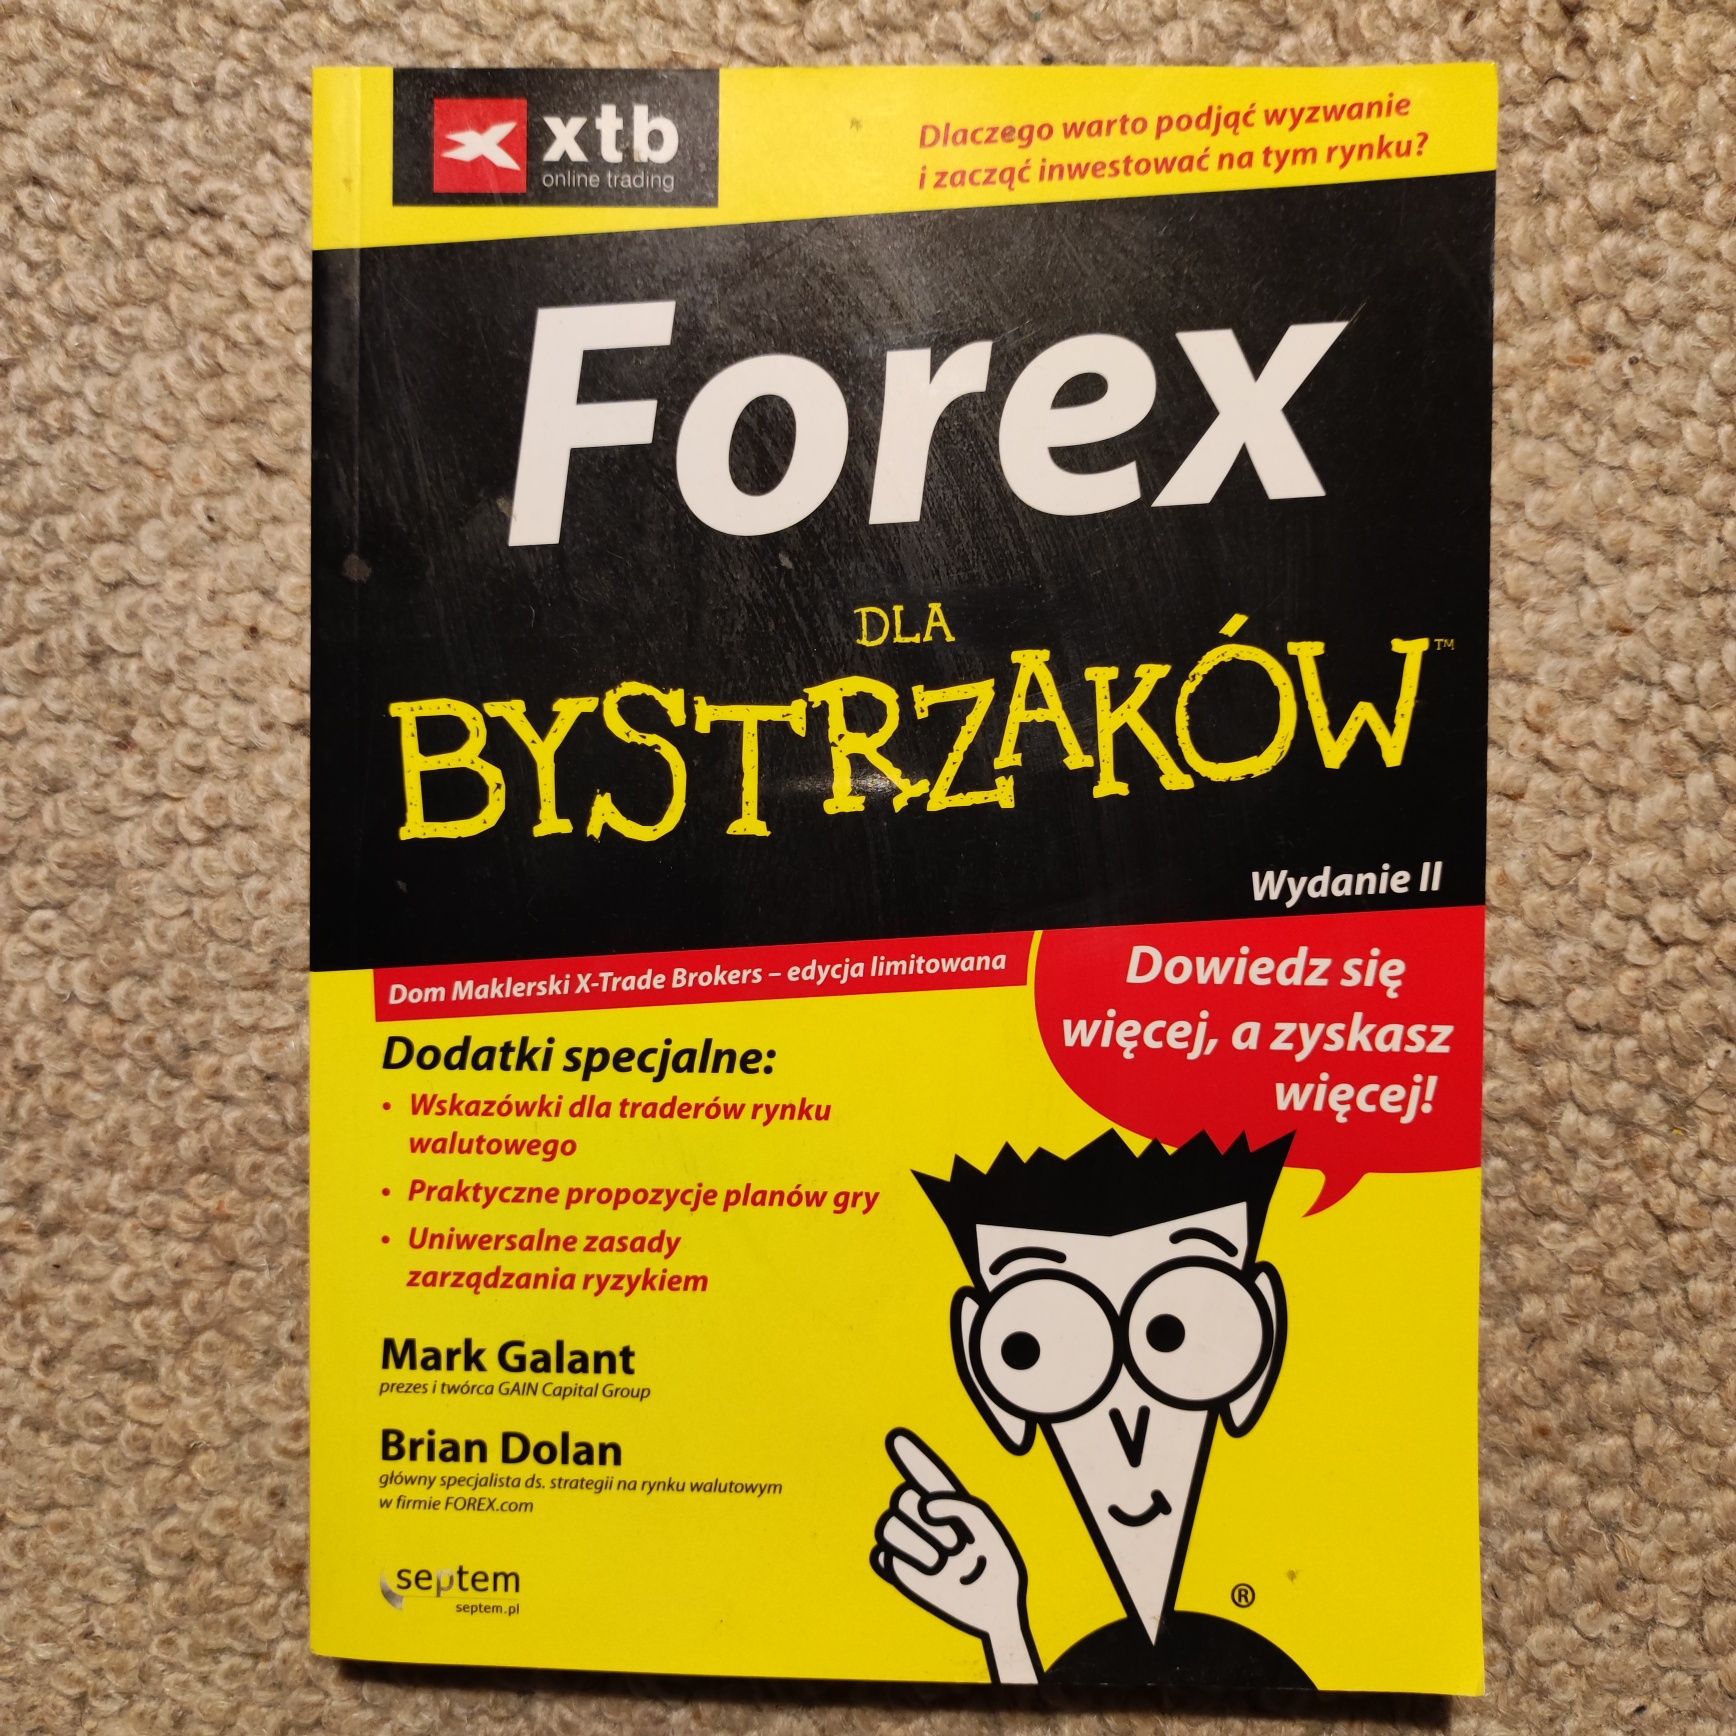 xtb
online trading
Dlaczego warto podjąć wyzwanie
i zacząć inwestować na tym rynku?
Forex
DLA
BYSTRZAKÓW™
Wydanie II
Dom Maklerski X-Trade Brokers – edycja limitowana
Dowiedz się
więcej, a zyskasz
więcej!
Dodatki specjalne:
• Wskazówki dla traderów rynku
walutowego
• Praktyczne propozycje planów gry
• Uniwersalne zasady
zarządzania ryzykiem
Mark Galant
prezes i twórca GAIN Capital Group
Brian Dolan
główny specjalista ds. strategii na rynku walutowym
w firmie FOREX.com
septem
septem.pl
®